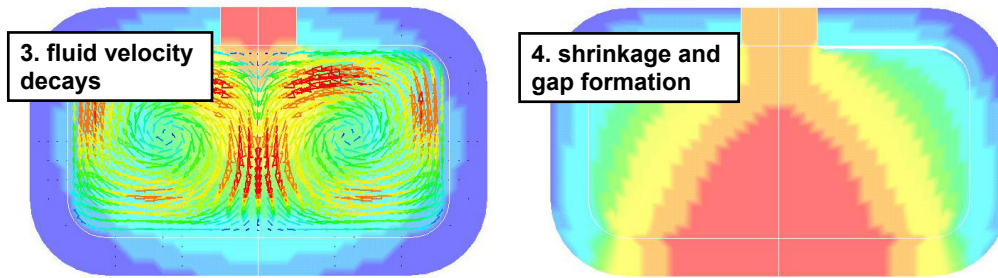 3. fluid velocity
decays
4. shrinkage and
gap formation